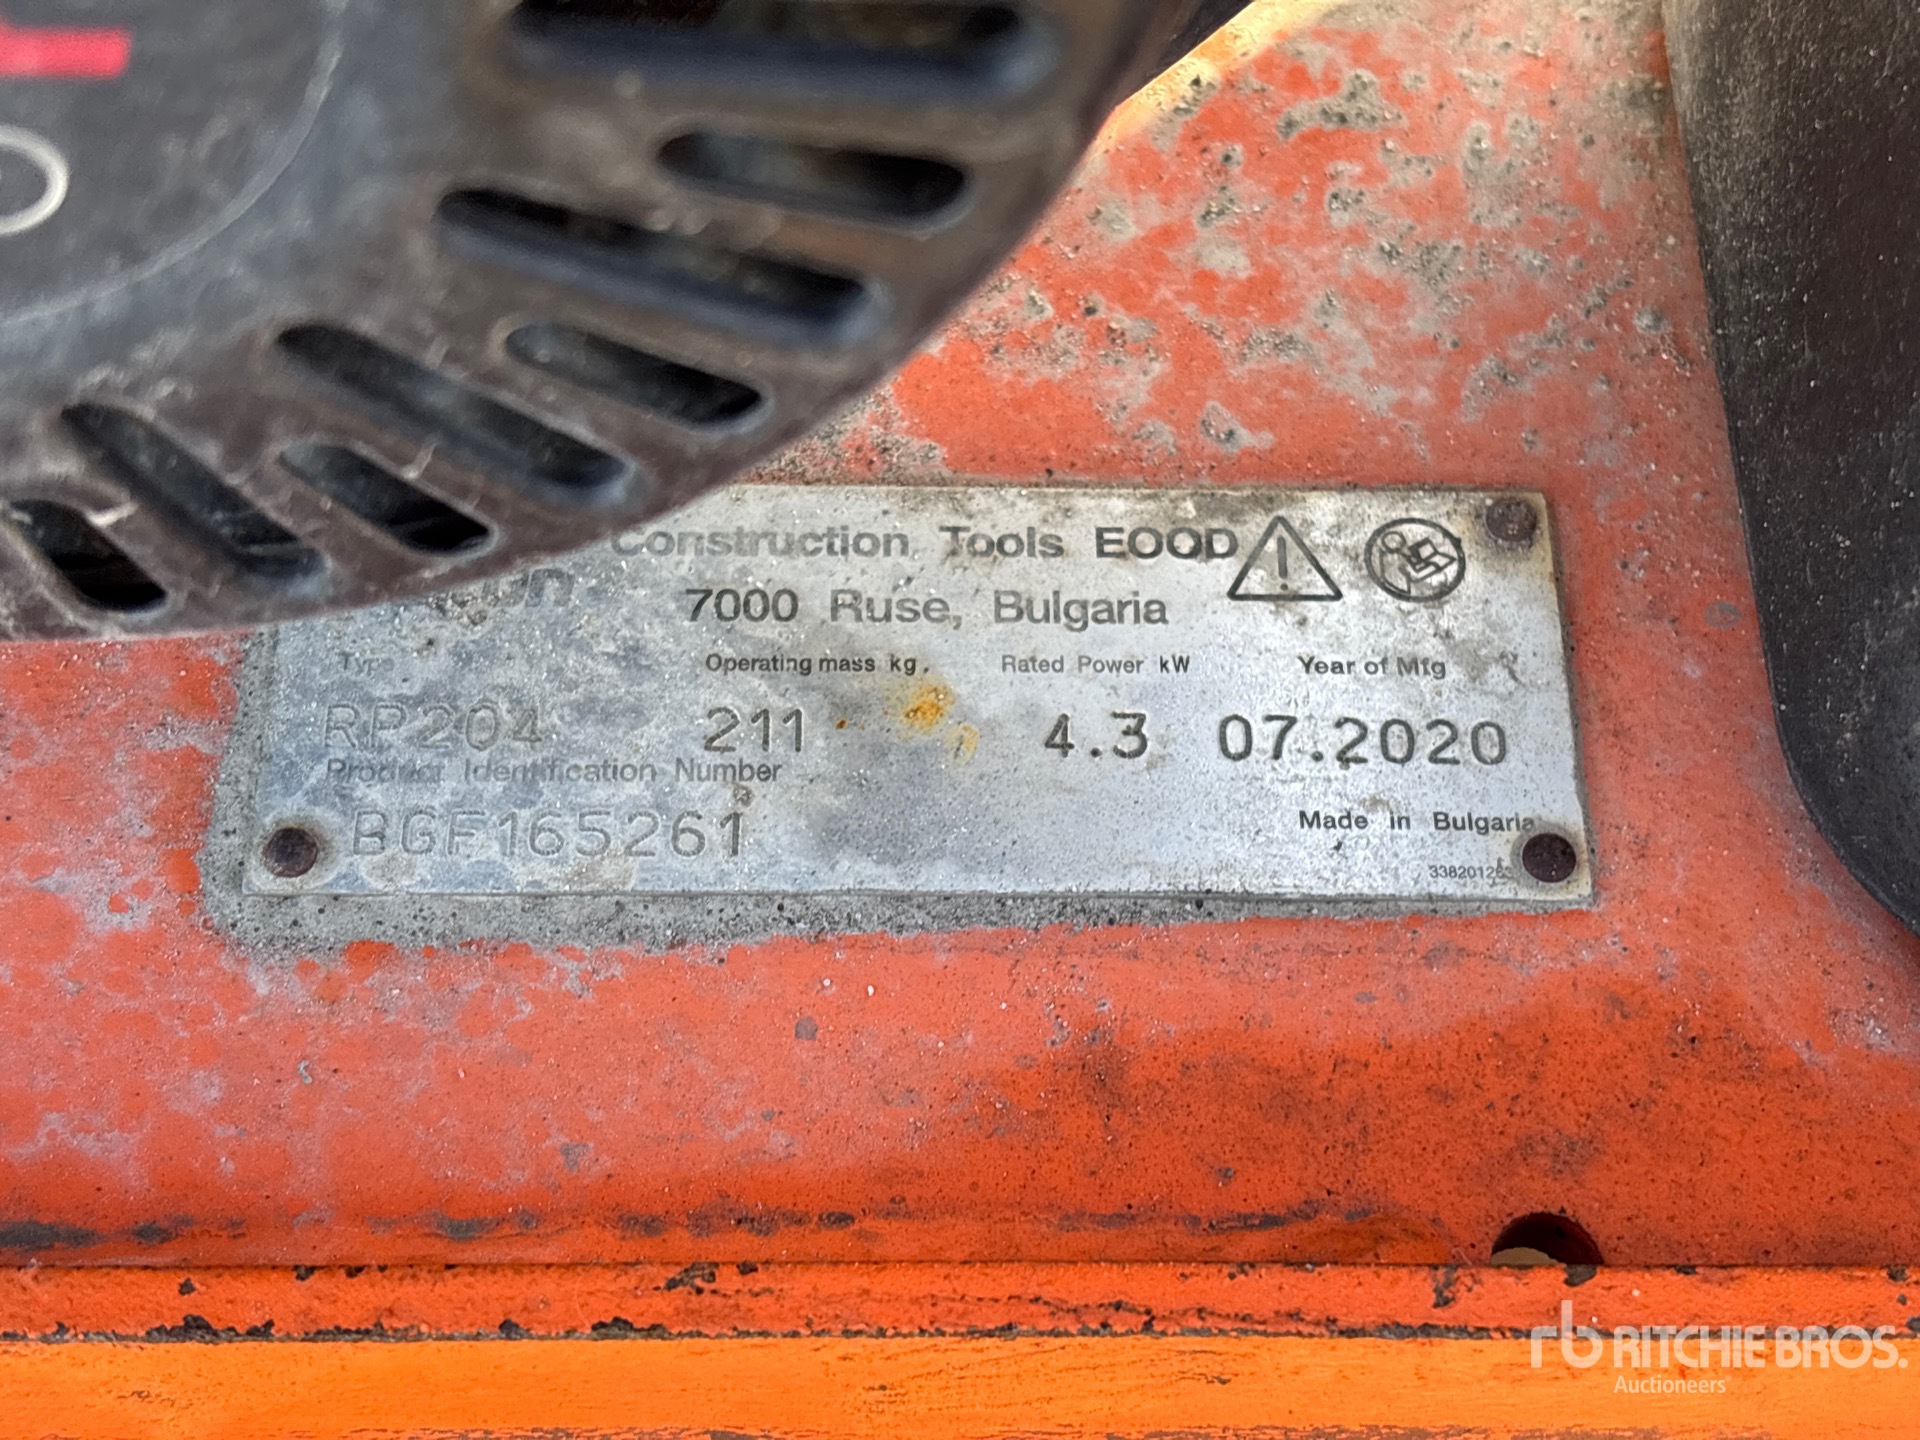 Construction Tools EOOD
7000 Ruse, Bulgaria
Type Operating mass kg. Rated Power kW Year of Mfg
RP204 211 4.3 07.2020
Product Identification Number
BGF165261
Made in Bulgaria
rb RITCHIE BROS.
Auctioneers